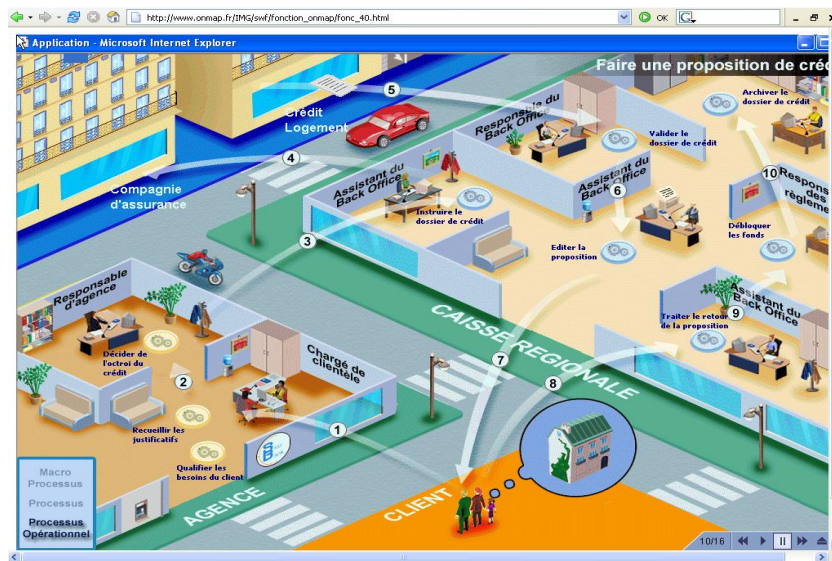 http://www.onmap.fr/IMG/swf/fonction_onmap/fonc_40.html
OK
Application - Microsoft Internet Explorer
Faire une proposition de créd
Archiver le
dossier de crédit
5
Crédit
Logement
Responsable du
Back Office
Valider le
dossier de crédit
4
Compagnie
d'assurance
Assistant du
Back Office
Assistant du
Back Office
6
10
Respons
des
règleme
Instruire le
dossier de crédit
3
Editer la
proposition
Débloquer
les fonds
Responsable
d'agence
Assistant du
Back Office
CAISSE REGIONALE
Traiter le retour
de la proposition
9
Décider de
l'octroi du
crédit
2
Chargé de
clientèle
7
8
Recueillir les
justificatifs
1
Qualifier les
besoins du client
AGENCE
CLIENT
Macro
Processus
Processus
Processus
Opérationnel
10/16